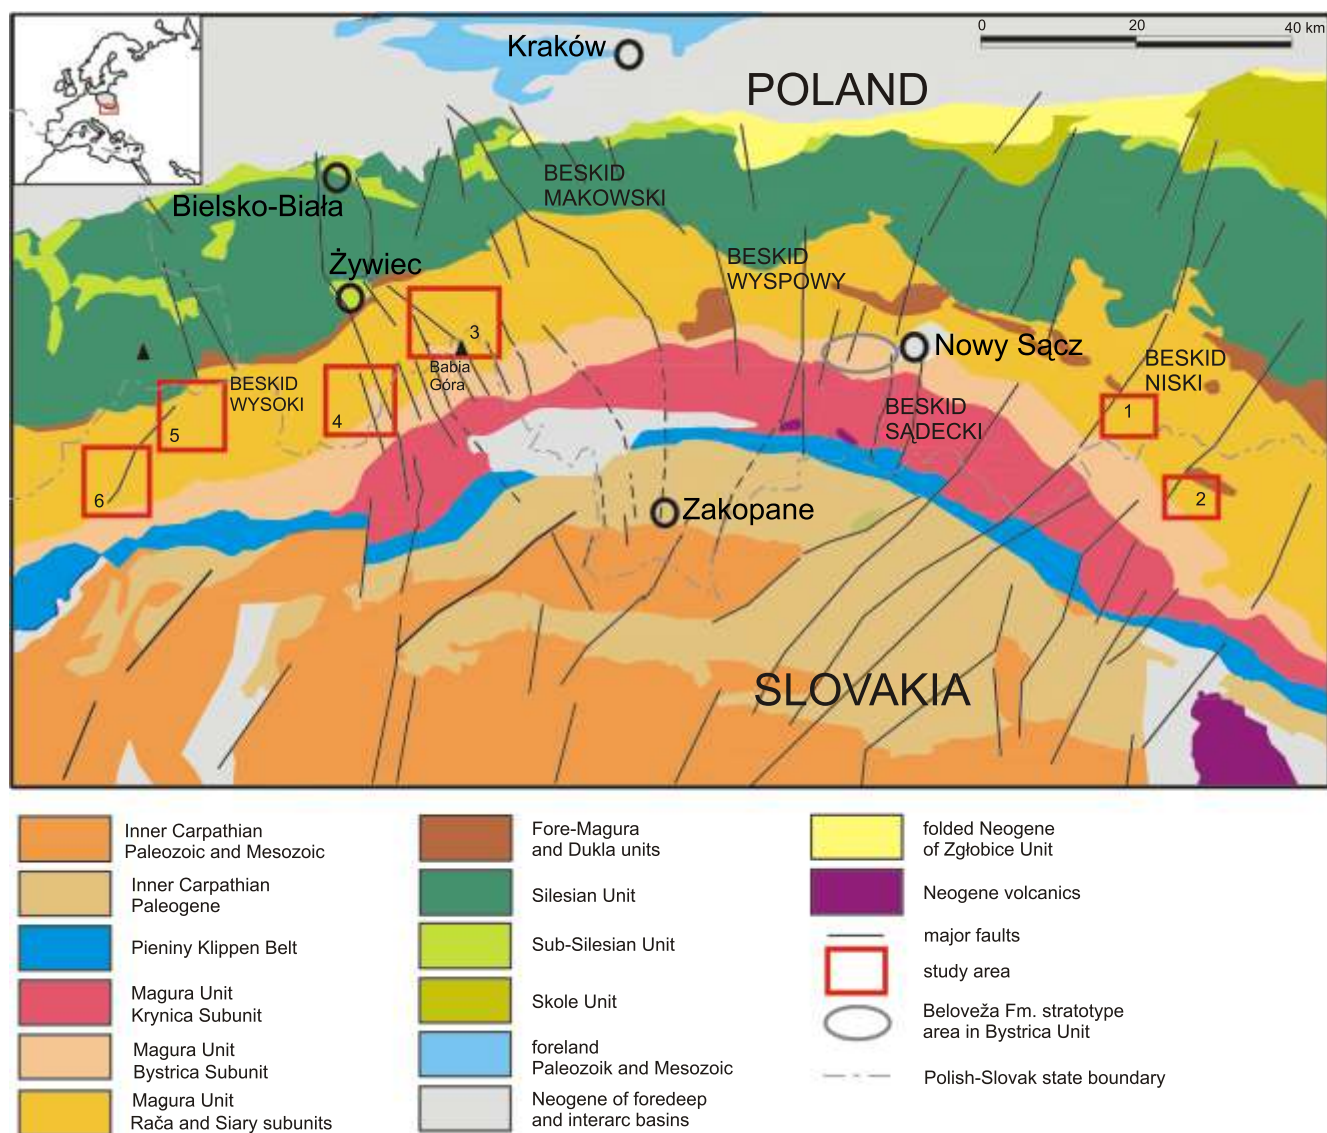 0
20
40 km
Kraków
POLAND
BESKID
MAKOWSKI
Bielsko-Biała
Żywiec
BESKID
WYSPOWY
3
Babia
Góra
Nowy Sącz
BESKID
NISKI
BESKID
WYSOKI
4
5
BESKID
SĄDECKI
1
6
2
Zakopane
SLOVAKIA
Inner Carpathian
Paleozoic and Mesozoic
Inner Carpathian
Paleogene
Pieniny Klippen Belt
Magura Unit
Krynica Subunit
Magura Unit
Bystrica Subunit
Magura Unit
Rača and Siary subunits
Fore-Magura
and Dukla units
Silesian Unit
Sub-Silesian Unit
Skole Unit
foreland
Paleozoik and Mesozoic
Neogene of foredeep
and interarc basins
folded Neogene
of Zgłobice Unit
Neogene volcanics
major faults
study area
Beloveža Fm. stratotype
area in Bystrica Unit
Polish-Slovak state boundary